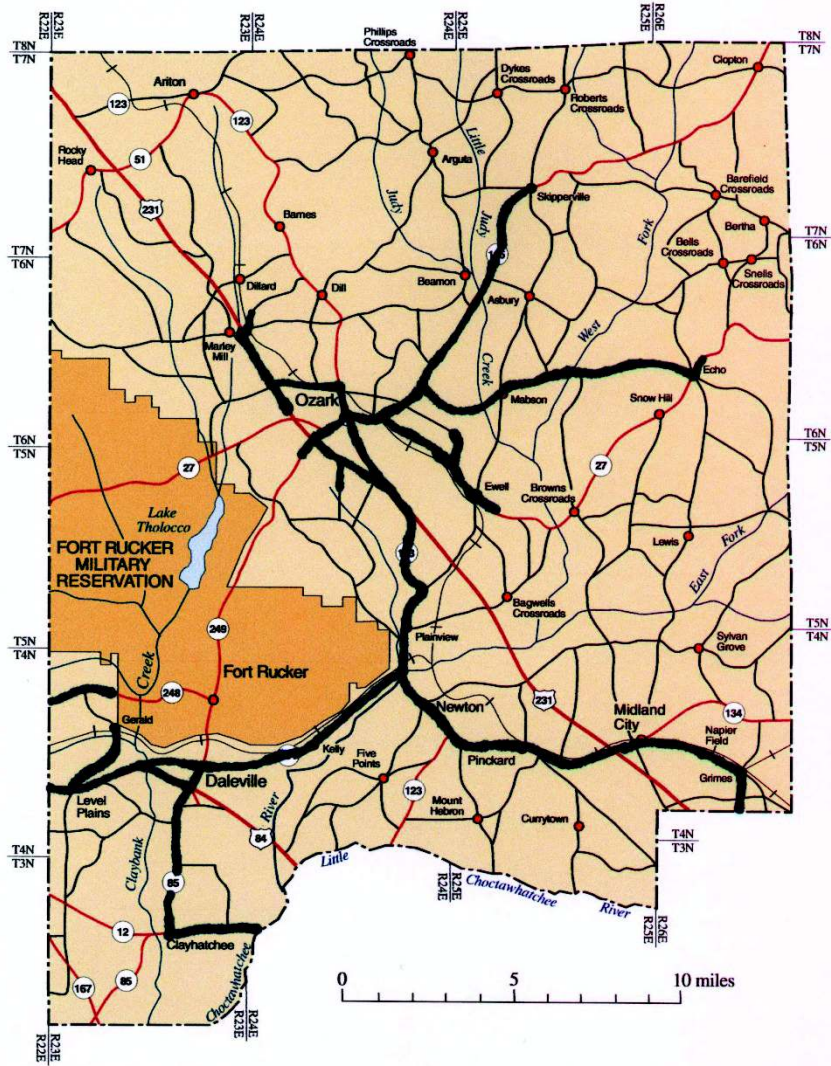 R23E
R22E
R24E
R23E
R25E
R24E
R26E
R25E
T8N
T7N
T8N
T7N
Phillips
Crossroads
Dykes
Crossroads
Roberts
Crossroads
Clopton
Ariton
123
123
Little
Rocky
Head
51
Arguta
Judy
Judy
Skipperville
Fork
Barefield
Crossroads
231
Barnes
Bertha
T7N
T6N
T7N
T6N
Bells
Crossroads
Snells
Crossroads
Dillard
Dill
Beamon
Asbury
Marley
Mill
West
Creek
Echo
Ozark
Mabson
Snow Hill
T6N
T5N
T6N
T5N
27
27
Ewell
Browns
Crossroads
Lake
Tholocco
FORT RUCKER
MILITARY
RESERVATION
Lewis
Fork
East
Bagwells
Crossroads
249
Plainview
T5N
T4N
T5N
T4N
Sylvan
Grove
Creek
Fort Rucker
248
Gerald
Newton
231
Midland
City
134
Napier
Field
Kelly
Five
Points
Pinckard
Grimes
Daleville
Level
Plains
River
123
Mount
Hebron
Currytown
84
T4N
T3N
T4N
T3N
Little
Claybank
85
Choctawhatchee
River
R25E
R24E
R26E
R25E
12
Clayhatchee
85
167
Choctawhatchee
0 5 10 miles
R23E
R22E
R24E
R23E